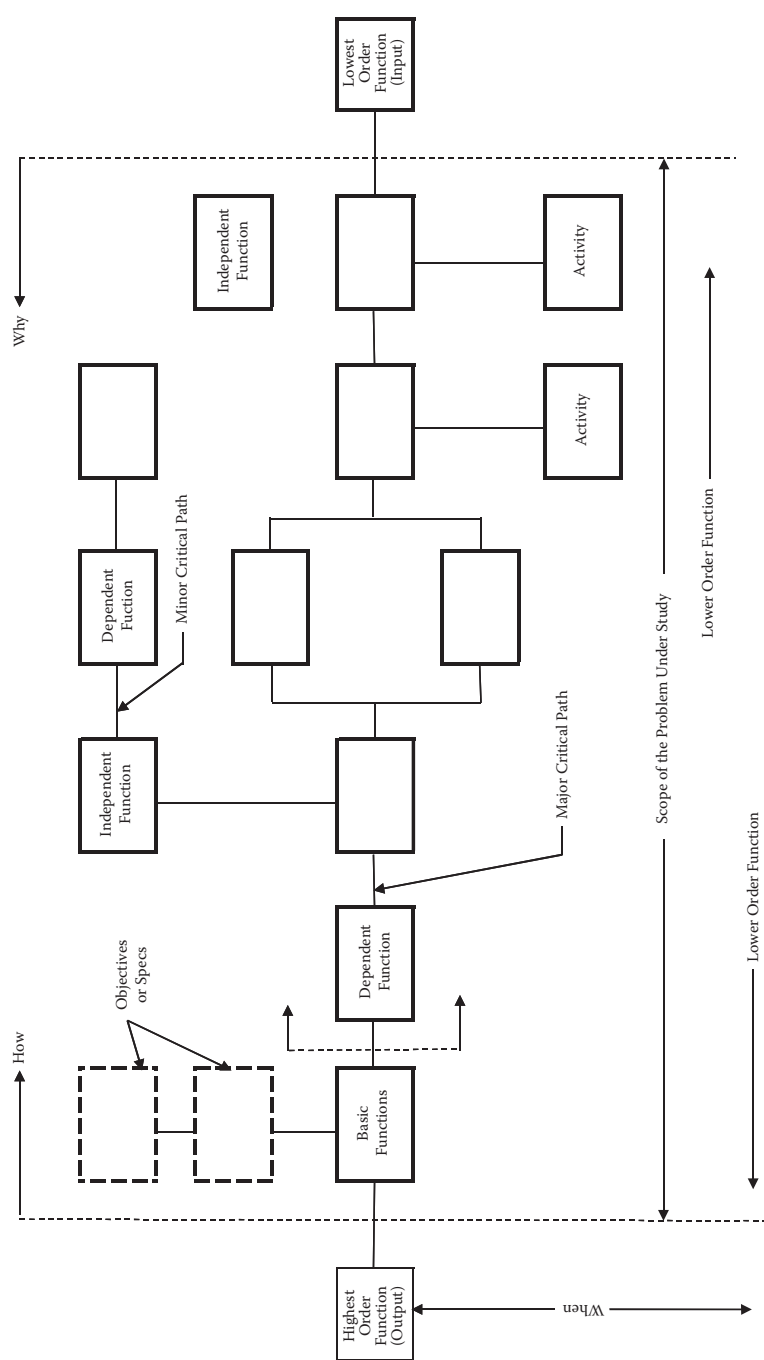 How
Why
Objectives
or Specs
Independent
Function
Dependent
Fuction
Minor Critical Path
Independent
Function
Highest
Order
Function
(Output)
Basic
Functions
Dependent
Function
Lowest
Order
Function
(Input)
Major Critical Path
Activity
Activity
When
Scope of the Problem Under Study
Lower Order Function
Lower Order Function